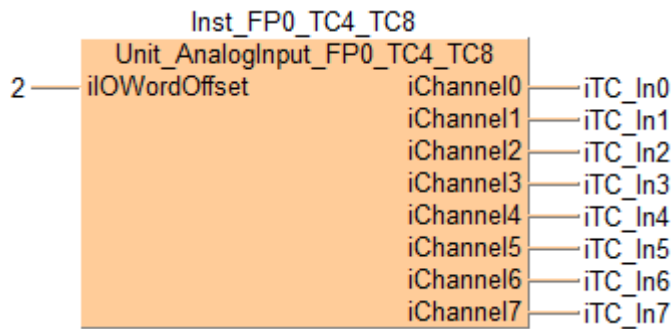 Inst_FP0_TC4_TC8
Unit_AnalogInput_FP0_TC4_TC8
2 iIOWordOffset iChannel0 iTC_In0
iChannel1 iTC_In1
iChannel2 iTC_In2
iChannel3 iTC_In3
iChannel4 iTC_In4
iChannel5 iTC_In5
iChannel6 iTC_In6
iChannel7 iTC_In7